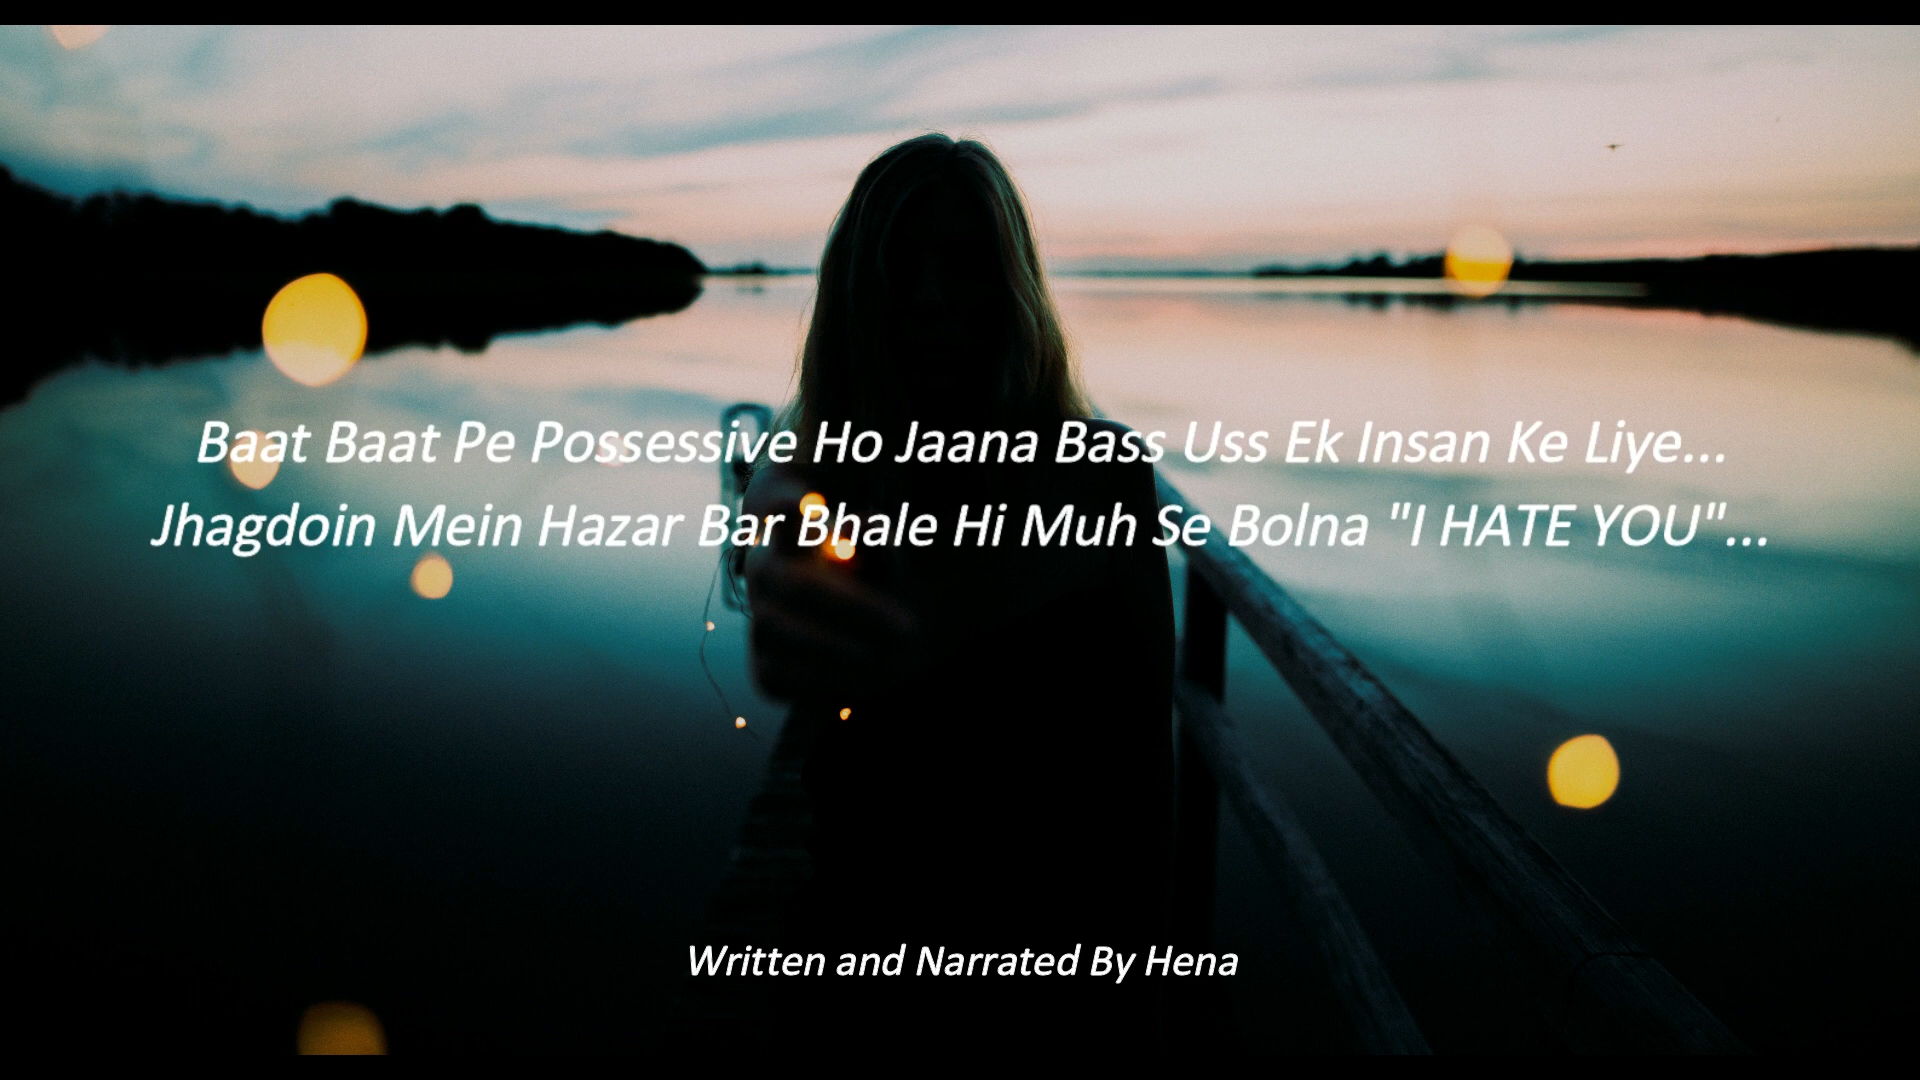 Baat Baat Pe Possessive Ho Jaana Bass Uss Ek Insan Ke Liye...
Jhagdoin Mein Hazar Bar Bhale Hi Muh Se Bolna "I HATE YOU"...
Written and Narrated By Hena